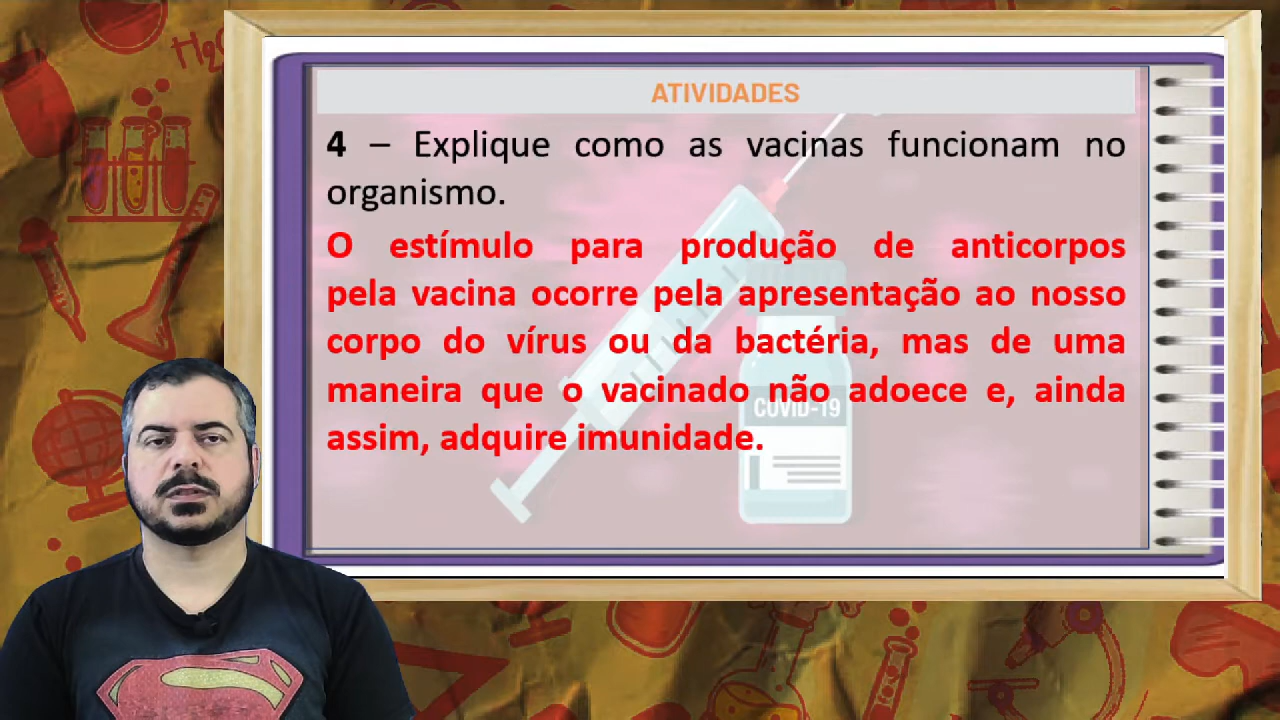 H₂O
ATIVIDADES
4 – Explique como as vacinas funcionam no
organismo.
O estímulo para produção de anticorpos
pela vacina ocorre pela apresentação ao nosso
corpo do vírus ou da bactéria, mas de uma
maneira que o vacinado não adoece e, ainda
assim, adquire imunidade.
COVID-19